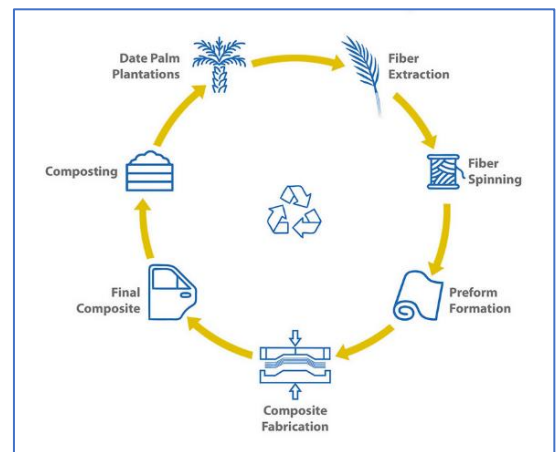 Date Palm
Plantations
Fiber
Extraction
Fiber
Spinning
Preform
Formation
Composite
Fabrication
Final
Composite
Composting